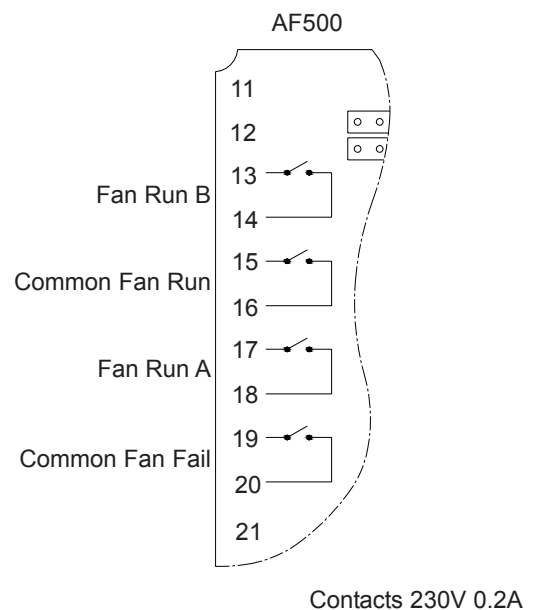 AF500
11
12
13
Fan Run B
14
15
Common Fan Run
16
17
Fan Run A
18
19
Common Fan Fail
20
21
Contacts 230V 0.2A